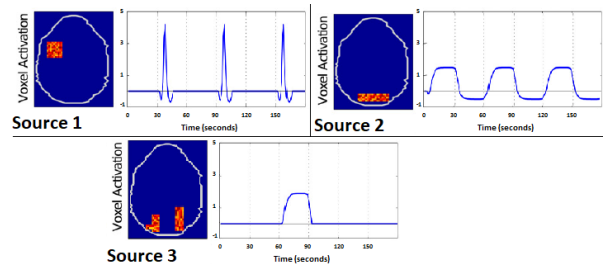 Voxel Activation
5
3
1
-1
0 30 60 90 120 150
Time (seconds)
Source 1
Voxel Activation
5
3
1
-1
0 30 60 90 120 150
Time (seconds)
Source 2
Voxel Activation
5
3
1
-1
0 30 60 90 120 150
Time (seconds)
Source 3